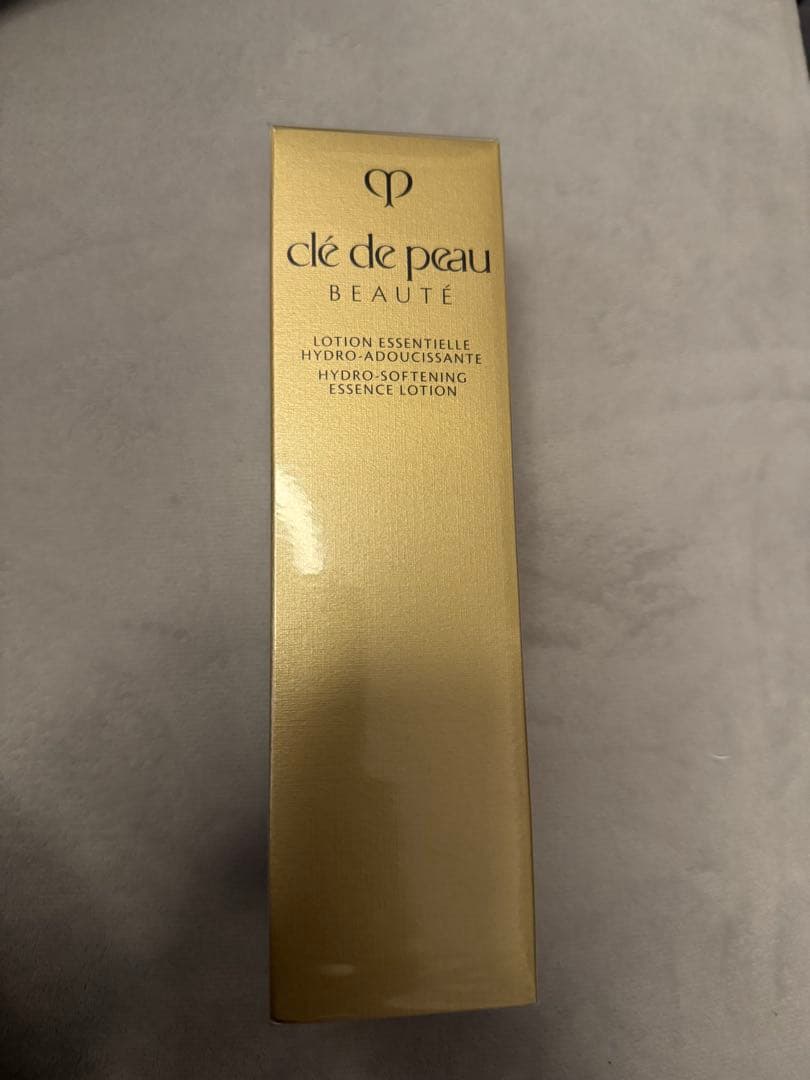 clé de peau
BEAUTÉ
LOTION ESSENTIELLE
HYDRO-ADOUCISSANTE
HYDRO-SOFTENING
ESSENCE LOTION